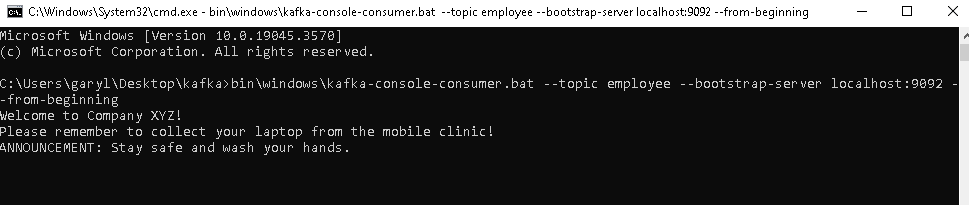 C:\Windows\System32\cmd.exe - bin\windows\kafka-console-consumer.bat --topic employee --bootstrap-server localhost:9092 --from-beginning
Microsoft Windows [Version 10.0.19045.3570]
(c) Microsoft Corporation. All rights reserved.
C:\Users\garyl\Desktop\kafka>bin\windows\kafka-console-consumer.bat --topic employee --bootstrap-server localhost:9092 -
-from-beginning
Welcome to Company XYZ!
Please remember to collect your laptop from the mobile clinic!
ANNOUNCEMENT: Stay safe and wash your hands.